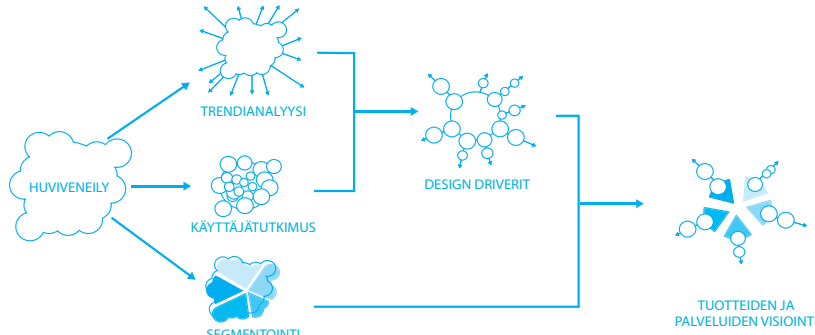 TRENDIANALYYSI
HUVIVENEILY
DESIGN DRIVERIT
KÄYTTÄJÄTUTKIMUS
TUOTTEIDEN JA
PALVELUIDEN VISIOINT
SEGMENTOINTI